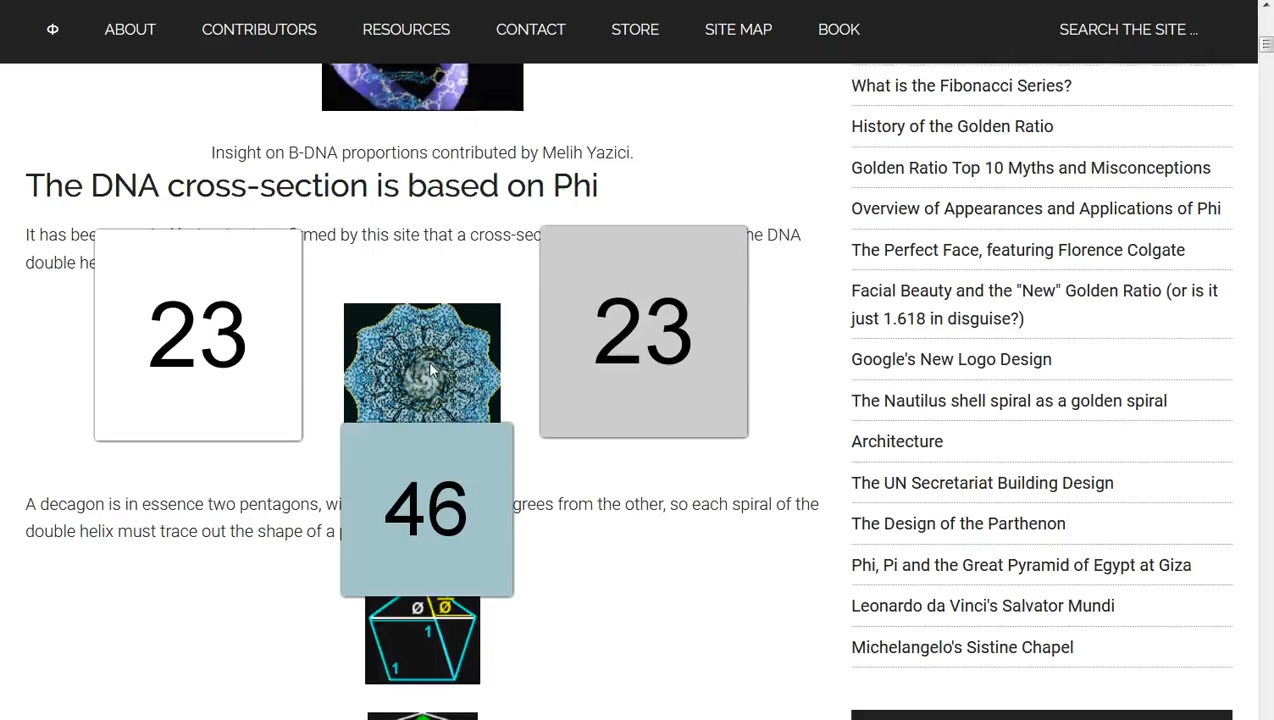 Φ ABOUT CONTRIBUTORS RESOURCES CONTACT STORE SITE MAP BOOK SEARCH THE SITE ...
Insight on B-DNA proportions contributed by Melih Yazici.
The DNA cross-section is based on Phi
It has bee rmed by this site that a cross-sec he DNA
double he
23
23
46
A decagon is in essence two pentagons, wi grees from the other, so each spiral of the
double helix must trace out the shape of a p
Ø Ø
1
1
What is the Fibonacci Series?
History of the Golden Ratio
Golden Ratio Top 10 Myths and Misconceptions
Overview of Appearances and Applications of Phi
The Perfect Face, featuring Florence Colgate
Facial Beauty and the "New" Golden Ratio (or is it
just 1.618 in disguise?)
Google's New Logo Design
The Nautilus shell spiral as a golden spiral
Architecture
The UN Secretariat Building Design
The Design of the Parthenon
Phi, Pi and the Great Pyramid of Egypt at Giza
Leonardo da Vinci's Salvator Mundi
Michelangelo's Sistine Chapel